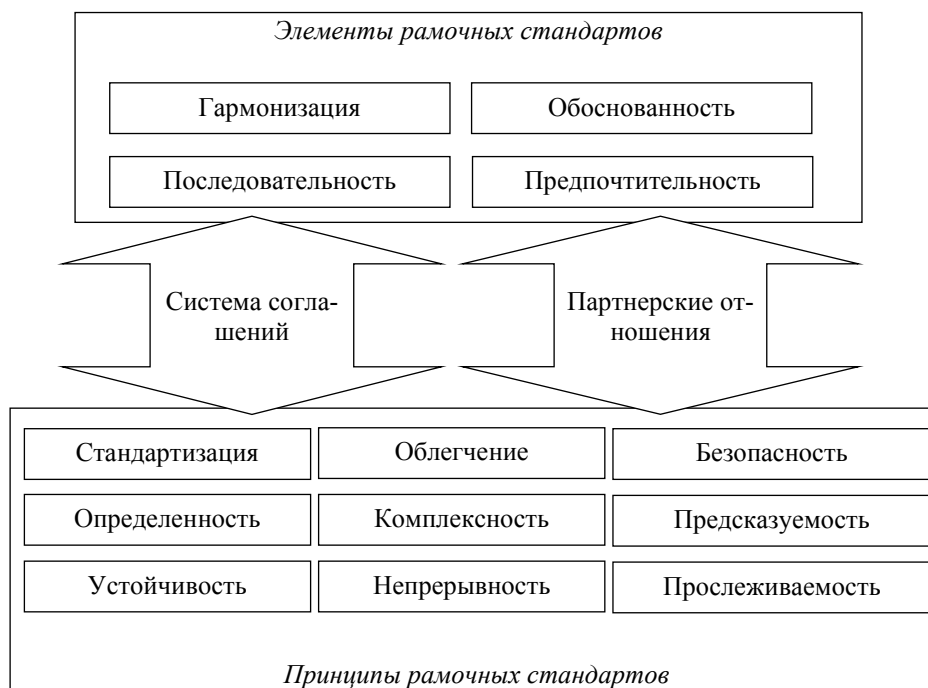 Элементы рамочных стандартов
Гармонизация
Обоснованность
Последовательность
Предпочтительность
Система согла-
шений
Партнерские от-
ношения
Стандартизация
Облегчение
Безопасность
Определенность
Комплексность
Предсказуемость
Устойчивость
Непрерывность
Прослеживаемость
Принципы рамочных стандартов